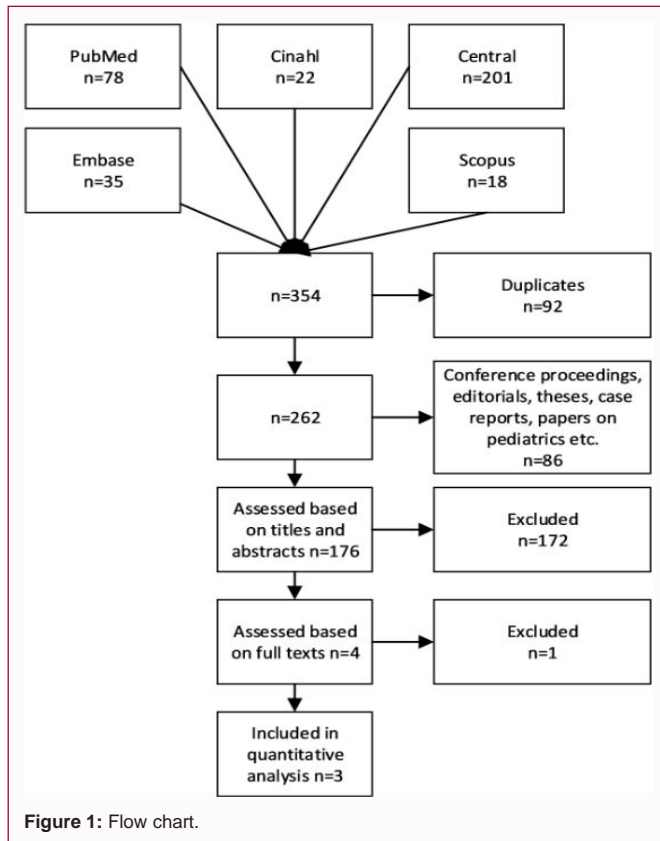 PubMed
n=78
Cinahl
n=22
Central
n=201
Embase
n=35
Scopus
n=18
n=354
Duplicates
n=92
n=262
Conference proceedings,
editorials, theses, case
reports, papers on
pediatrics etc.
n=86
Assessed based
on titles and
abstracts n=176
Excluded
n=172
Assessed based
on full texts n=4
Excluded
n=1
Included in
quantitative
analysis n=3
Figure 1: Flow chart.